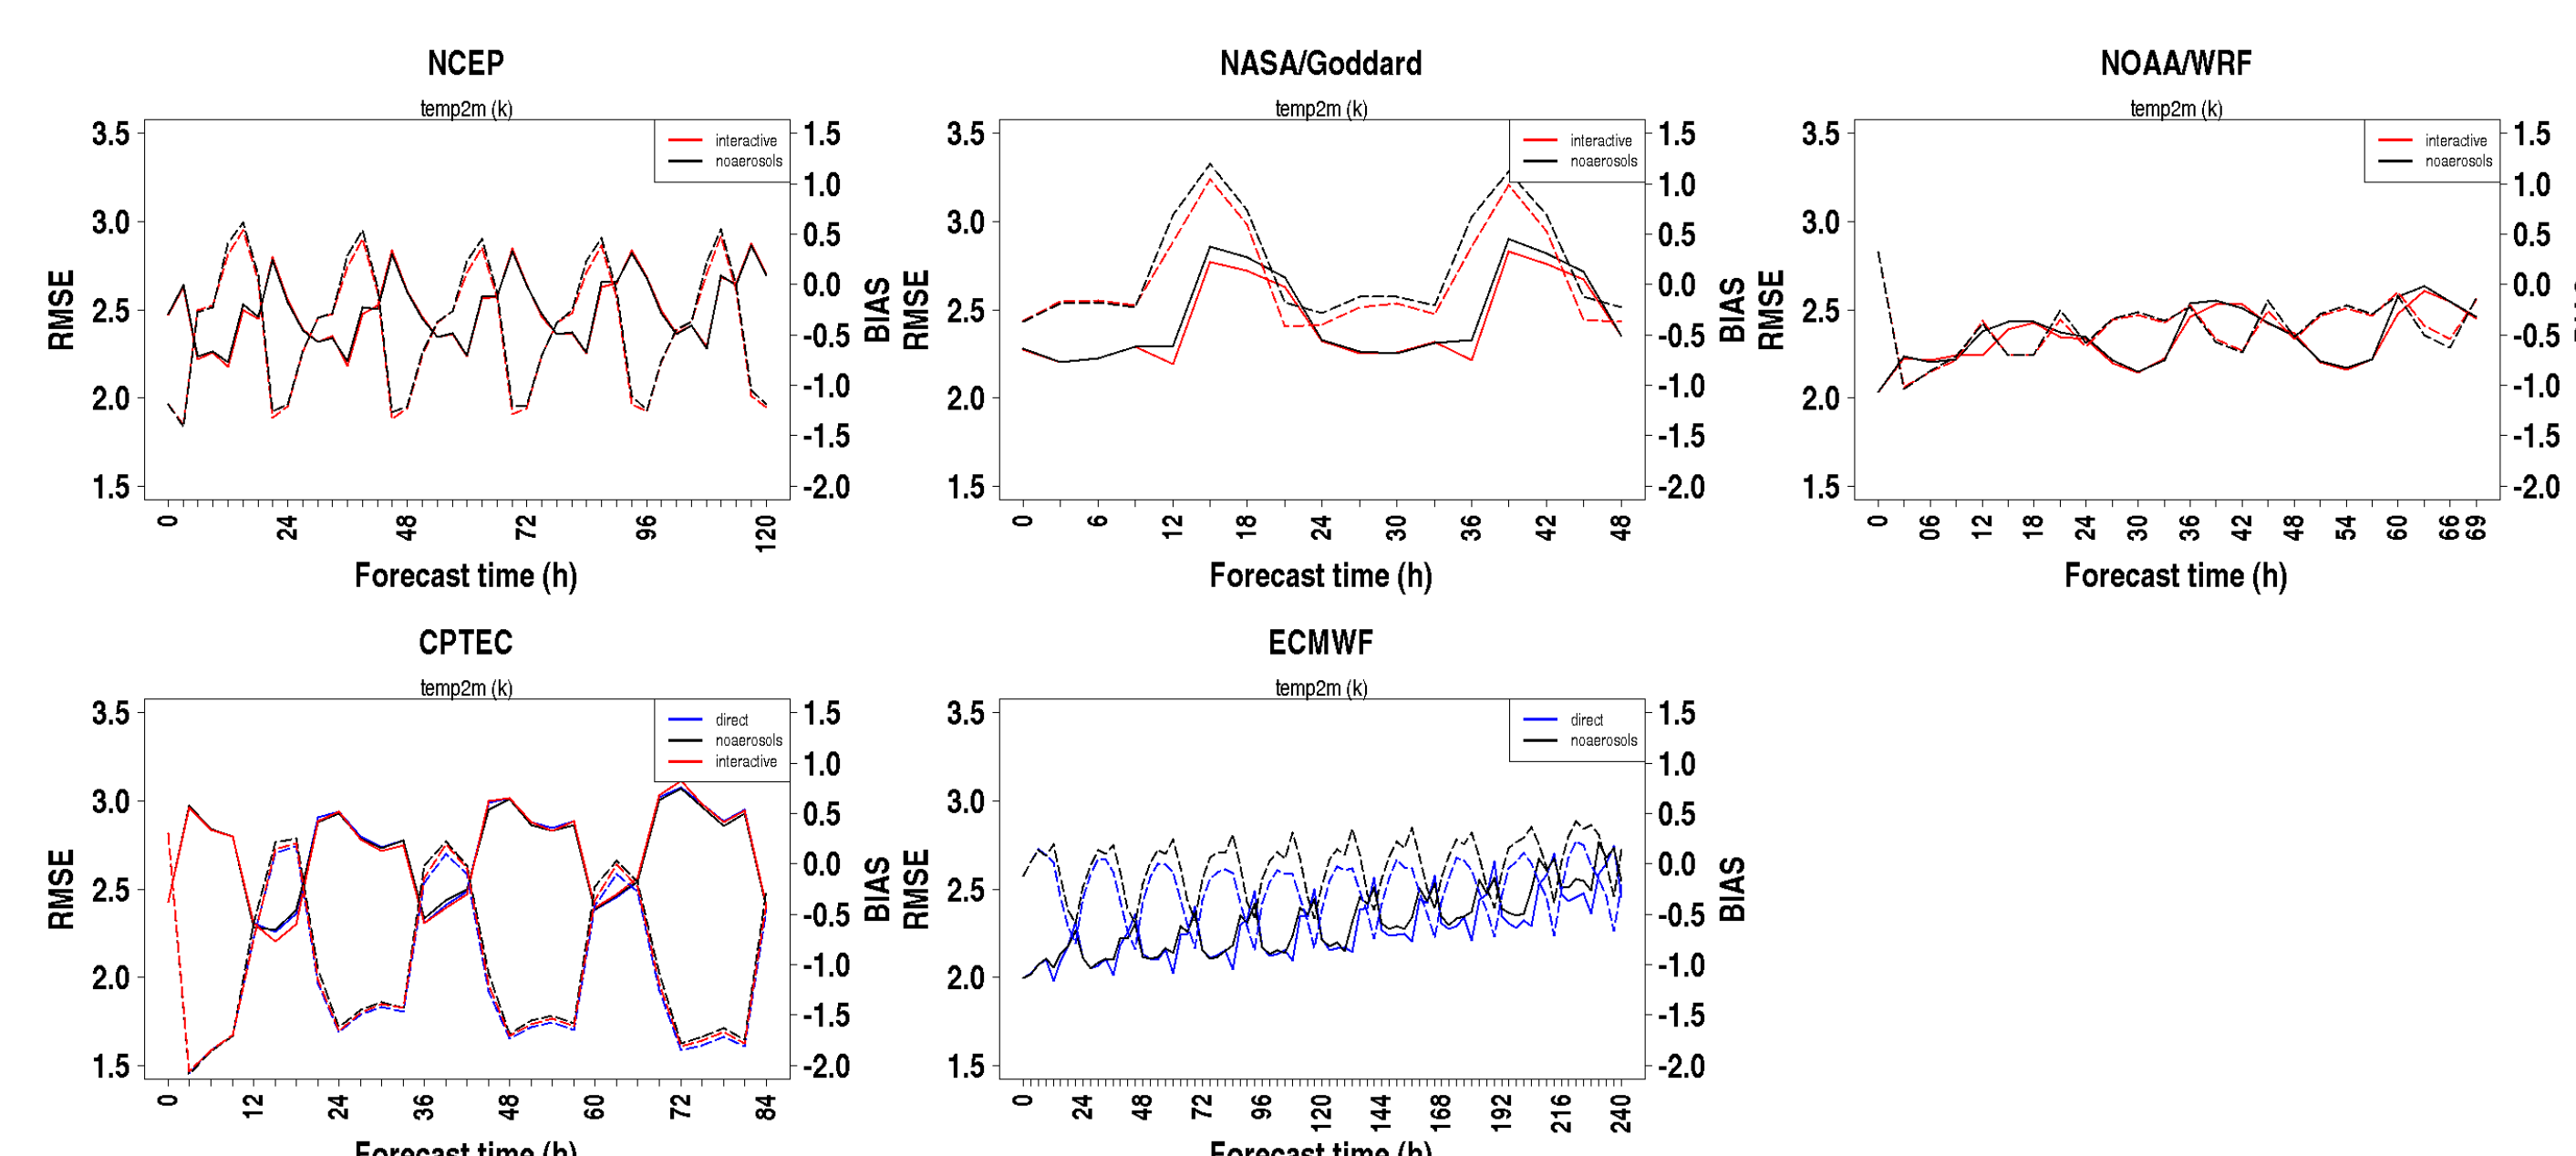 NCEP
temp2m (k)
interactive
noaerosols
RMSE
3.5
3.0
2.5
2.0
1.5
BIAS
1.5
1.0
0.5
0.0
-0.5
-1.0
-1.5
-2.0
0 24 48 72 96 120
Forecast time (h)
NASA/Goddard
temp2m (k)
interactive
noaerosols
RMSE
3.5
3.0
2.5
2.0
1.5
BIAS
1.5
1.0
0.5
0.0
-0.5
-1.0
-1.5
-2.0
0 6 12 18 24 30 36 42 48
Forecast time (h)
NOAA/WRF
temp2m (k)
interactive
noaerosols
RMSE
3.5
3.0
2.5
2.0
1.5
1.5
1.0
0.5
0.0
-0.5
-1.0
-1.5
-2.0
0 06 12 18 24 30 36 42 48 54 60 66 69
Forecast time (h)
CPTEC
temp2m (k)
direct
noaerosols
interactive
RMSE
3.5
3.0
2.5
2.0
1.5
BIAS
1.5
1.0
0.5
0.0
-0.5
-1.0
-1.5
-2.0
0 12 24 36 48 60 72 84
Forecast time (h)
ECMWF
temp2m (k)
direct
noaerosols
RMSE
3.5
3.0
2.5
2.0
1.5
BIAS
1.5
1.0
0.5
0.0
-0.5
-1.0
-1.5
-2.0
0 24 48 72 96 120 144 168 192 216 240
Forecast time (h)